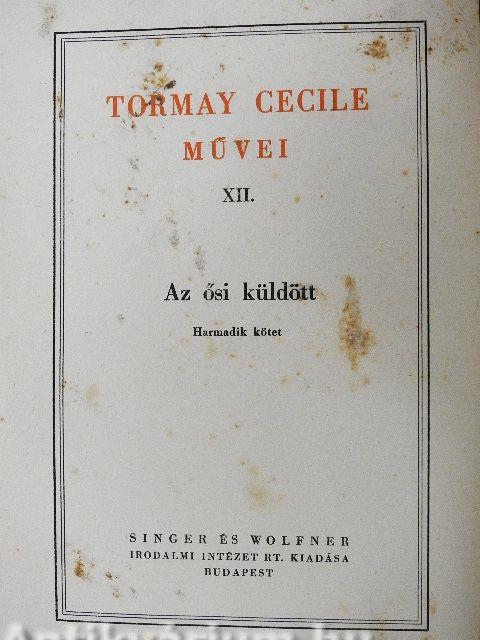 TORMAY CECILE
MŰVEI
XII.
Az ősi küldött
Harmadik kötet
SINGER ÉS WOLFNER
IRODALMI INTÉZET RT. KIADÁSA
BUDAPEST